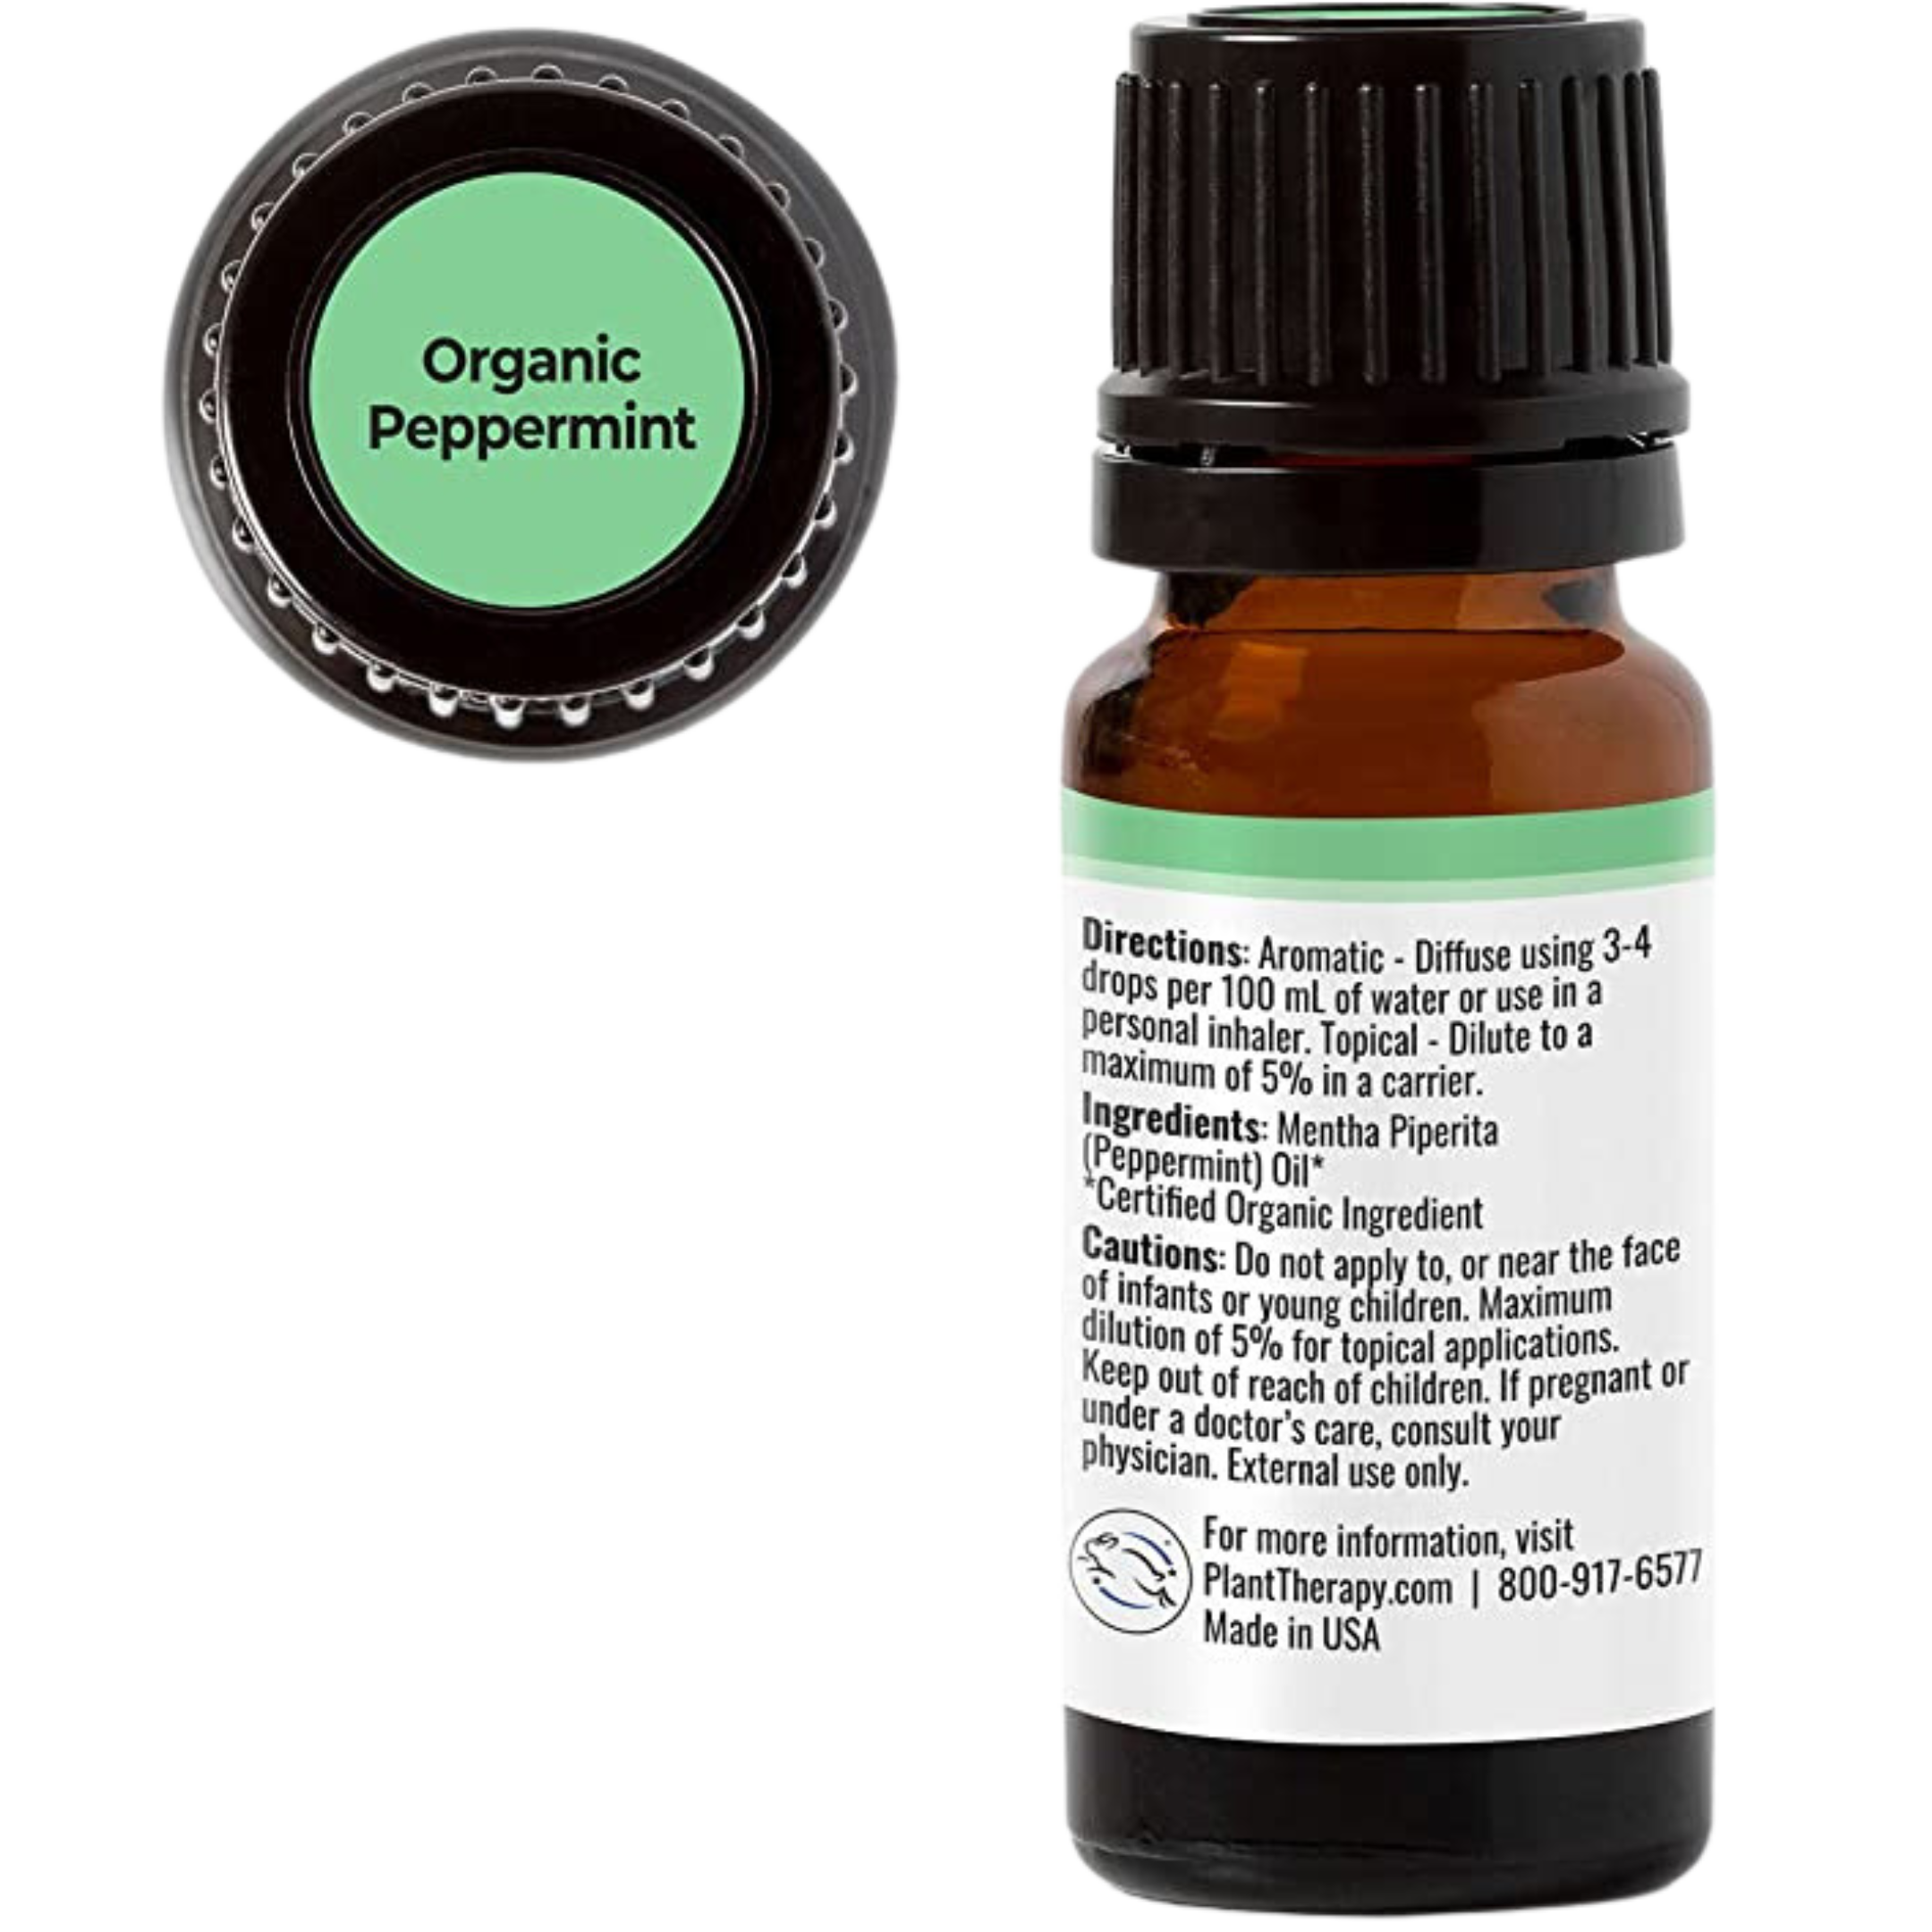 Organic
Peppermint
Directions: Aromatic - Diffuse using 3-4
drops per 100 mL of water or use in a
personal inhaler. Topical - Dilute to a
maximum of 5% in a carrier.
Ingredients: Mentha Piperita
(Peppermint) Oil*
*Certified Organic Ingredient
Cautions: Do not apply to, or near the face
of infants or young children. Maximum
dilution of 5% for topical applications.
Keep out of reach of children. If pregnant or
under a doctor's care, consult your
physician. External use only.
For more information, visit
PlantTherapy.com | 800-917-6577
Made in USA